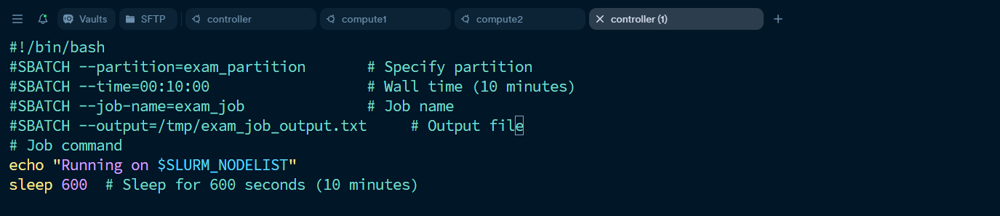 Vaults SFTP controller compute1 compute2 controller (1)
#!/bin/bash
#SBATCH --partition=exam_partition       # Specify partition
#SBATCH --time=00:10:00                  # Wall time (10 minutes)
#SBATCH --job-name=exam_job              # Job name
#SBATCH --output=/tmp/exam_job_output.txt     # Output file
# Job command
echo "Running on $SLURM_NODELIST"
sleep 600  # Sleep for 600 seconds (10 minutes)